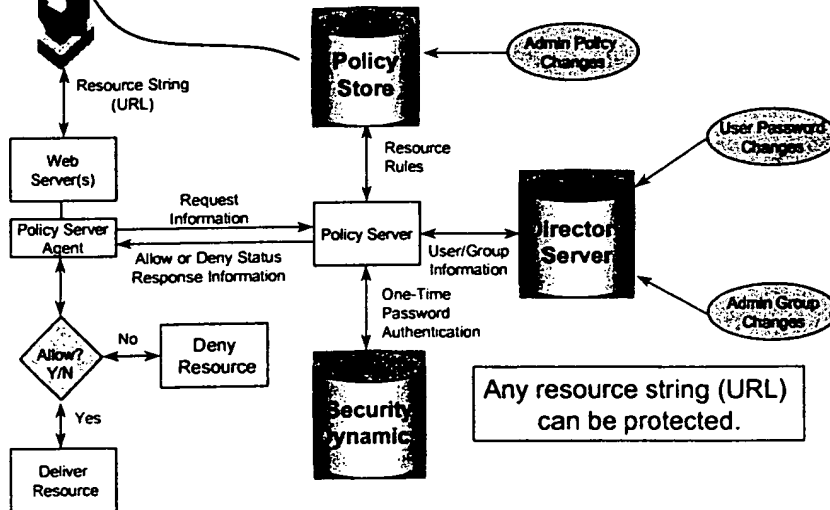 Policy
Store
Admin Policy
Changes
Resource String
(URL)
User Password
Changes
Web
Server(s)
Resource
Rules
Request
Information
Policy Server
Agent
Policy Server
Allow or Deny Status
Response Information
User/Group
Information
Director
Server
One-Time
Password
Authentication
Admin Group
Changes
Allow?
Y/N
No
Deny
Resource
Yes
Security
Dynamic
Any resource string (URL)
can be protected.
Deliver
Resource